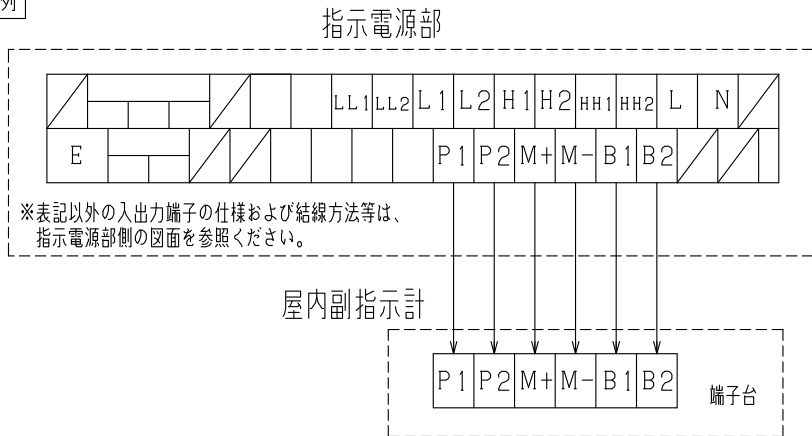 列
指示電源部
LL1 LL2 L1 L2 H1 H2 HH1 HH2 L N
E P1 P2 M+ M- B1 B2
※表記以外の入出力端子の仕様および結線方法等は、
指示電源部側の図面を参照ください。
屋内副指示計
P1 P2 M+ M- B1 B2
端子台